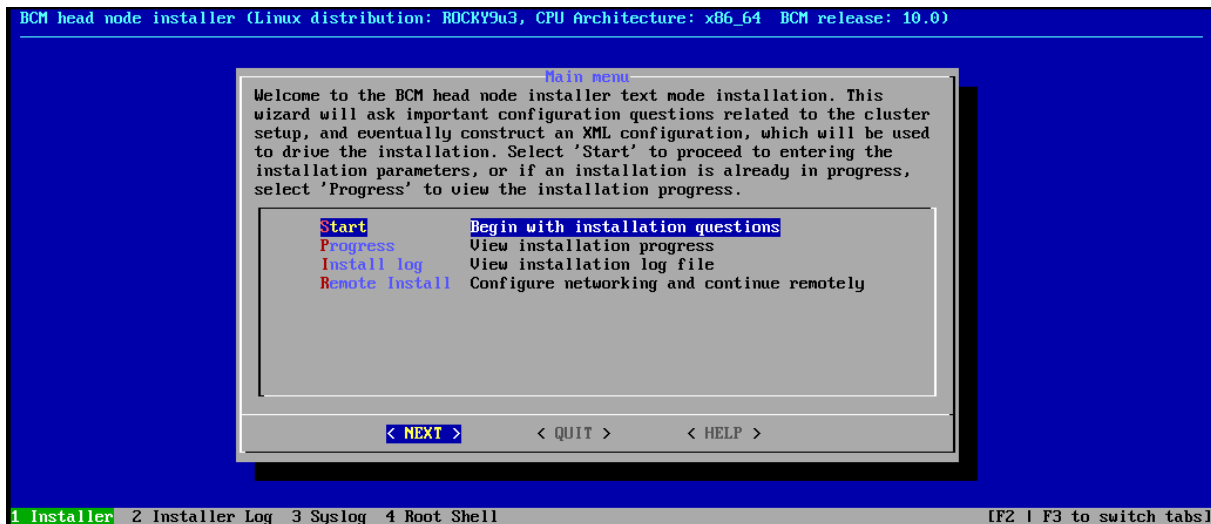 BCM head node installer (Linux distribution: ROCKY9u3, CPU Architecture: x86_64  BCM release: 10.0)
Main menu
Welcome to the BCM head node installer text mode installation. This
wizard will ask important configuration questions related to the cluster
setup, and eventually construct an XML configuration, which will be used
to drive the installation. Select 'Start' to proceed to entering the
installation parameters, or if an installation is already in progress,
select 'Progress' to view the installation progress.
Start Begin with installation questions
Progress View installation progress
Install log View installation log file
Remote Install Configure networking and continue remotely
< NEXT > < QUIT > < HELP >
1 Installer 2 Installer Log 3 Syslog 4 Root Shell [F2 | F3 to switch tabs]